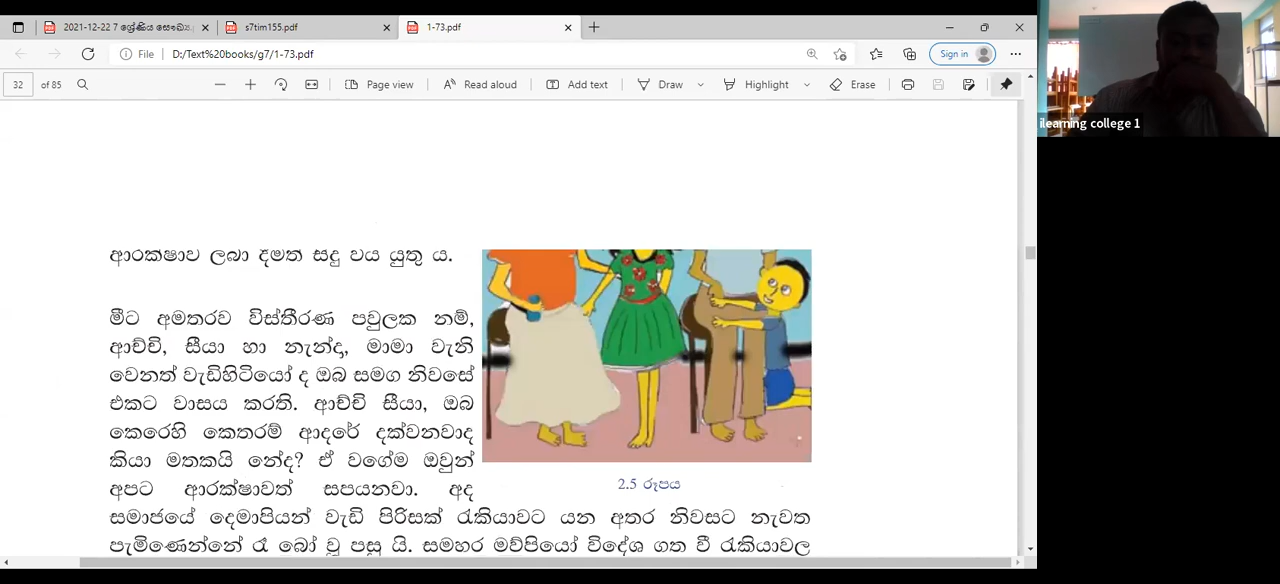 2021-12-22 7 ශ්‍රේණිය සෞඛ්‍ය
s7tim155.pdf
1-73.pdf
File
D:/Text%20books/g7/1-73.pdf
Sign in
32 of 85
Page view
Read aloud
Add text
Draw
Highlight
Erase
ilearning college 1
ආරක්ෂාව ලබා දීමත් සිදු විය යුතු ය.
මීට අමතරව විස්තීරණ පවුලක නම්,
ආච්චි, සීයා හා නැන්දා, මාමා වැනි
වෙනත් වැඩිහිටියෝ ද ඔබ සමග නිවසේ
එකට වාසය කරති. ආච්චි සීයා, ඔබ
කෙරෙහි කෙතරම් ආදරේ දක්වනවාද
කියා මතකයි නේද? ඒ වගේම ඔවුන්
අපට ආරක්ෂාවත් සපයනවා. අද
සමාජයේ දෙමාපියන් වැඩි පිරිසක් රැකියාවට යන අතර නිවසට නැවත
පැමිණෙන්නේ රෑ බෝ වූ පසු යි. සමහර මව්පියෝ විදේශ ගත වී රැකියාවල
2.5 රූපය